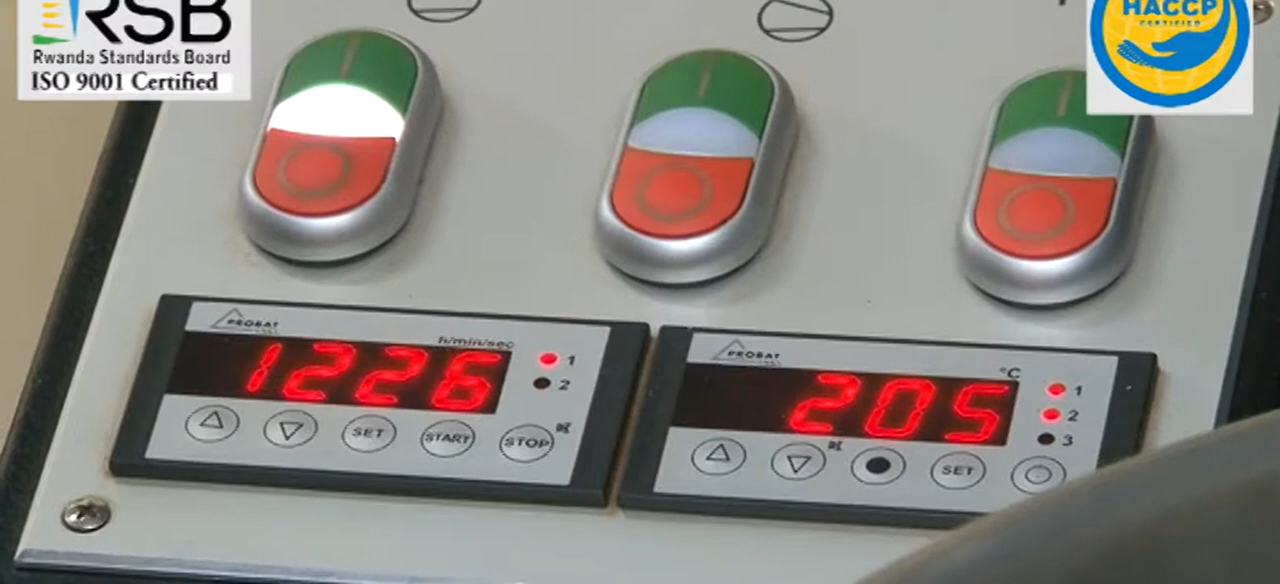 RSB
Rwanda Standards Board
ISO 9001 Certified
HACCP
CERTIFIED
PROBAT
h/min/sec
1226
1
2
SET
START
STOP
PROBAT
°C
205
1
2
3
SET